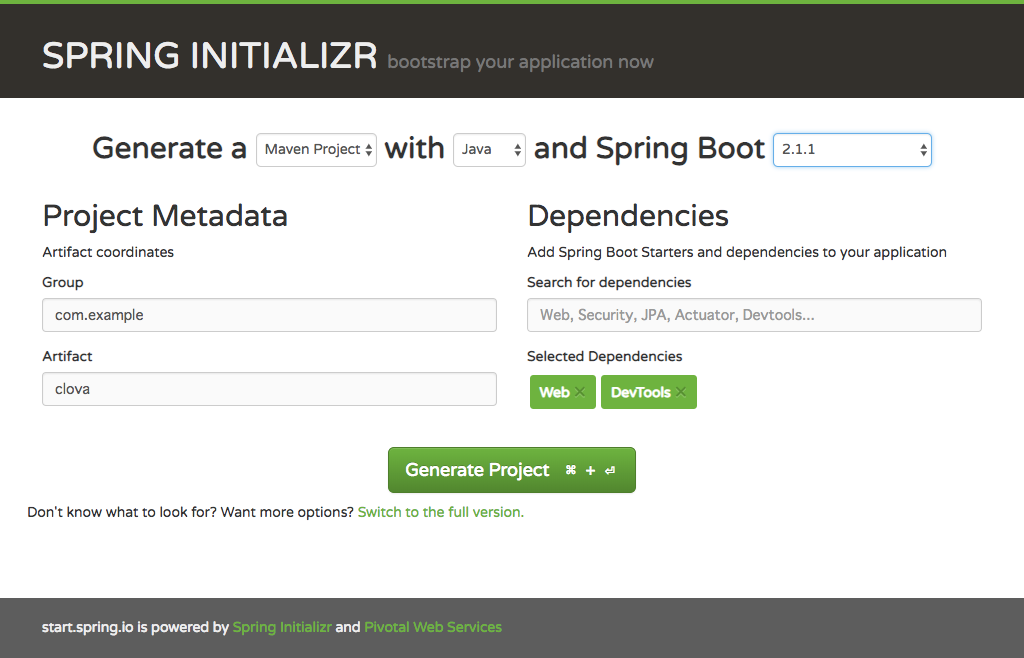 SPRING INITIALIZR bootstrap your application now
Generate a Maven Project with Java and Spring Boot 2.1.1
Project Metadata
Artifact coordinates
Group
com.example
Artifact
clova
Dependencies
Add Spring Boot Starters and dependencies to your application
Search for dependencies
Web, Security, JPA, Actuator, Devtools...
Selected Dependencies
Web × DevTools ×
Generate Project ⌘ + ⏎
Don't know what to look for? Want more options? Switch to the full version.
start.spring.io is powered by Spring Initializr and Pivotal Web Services